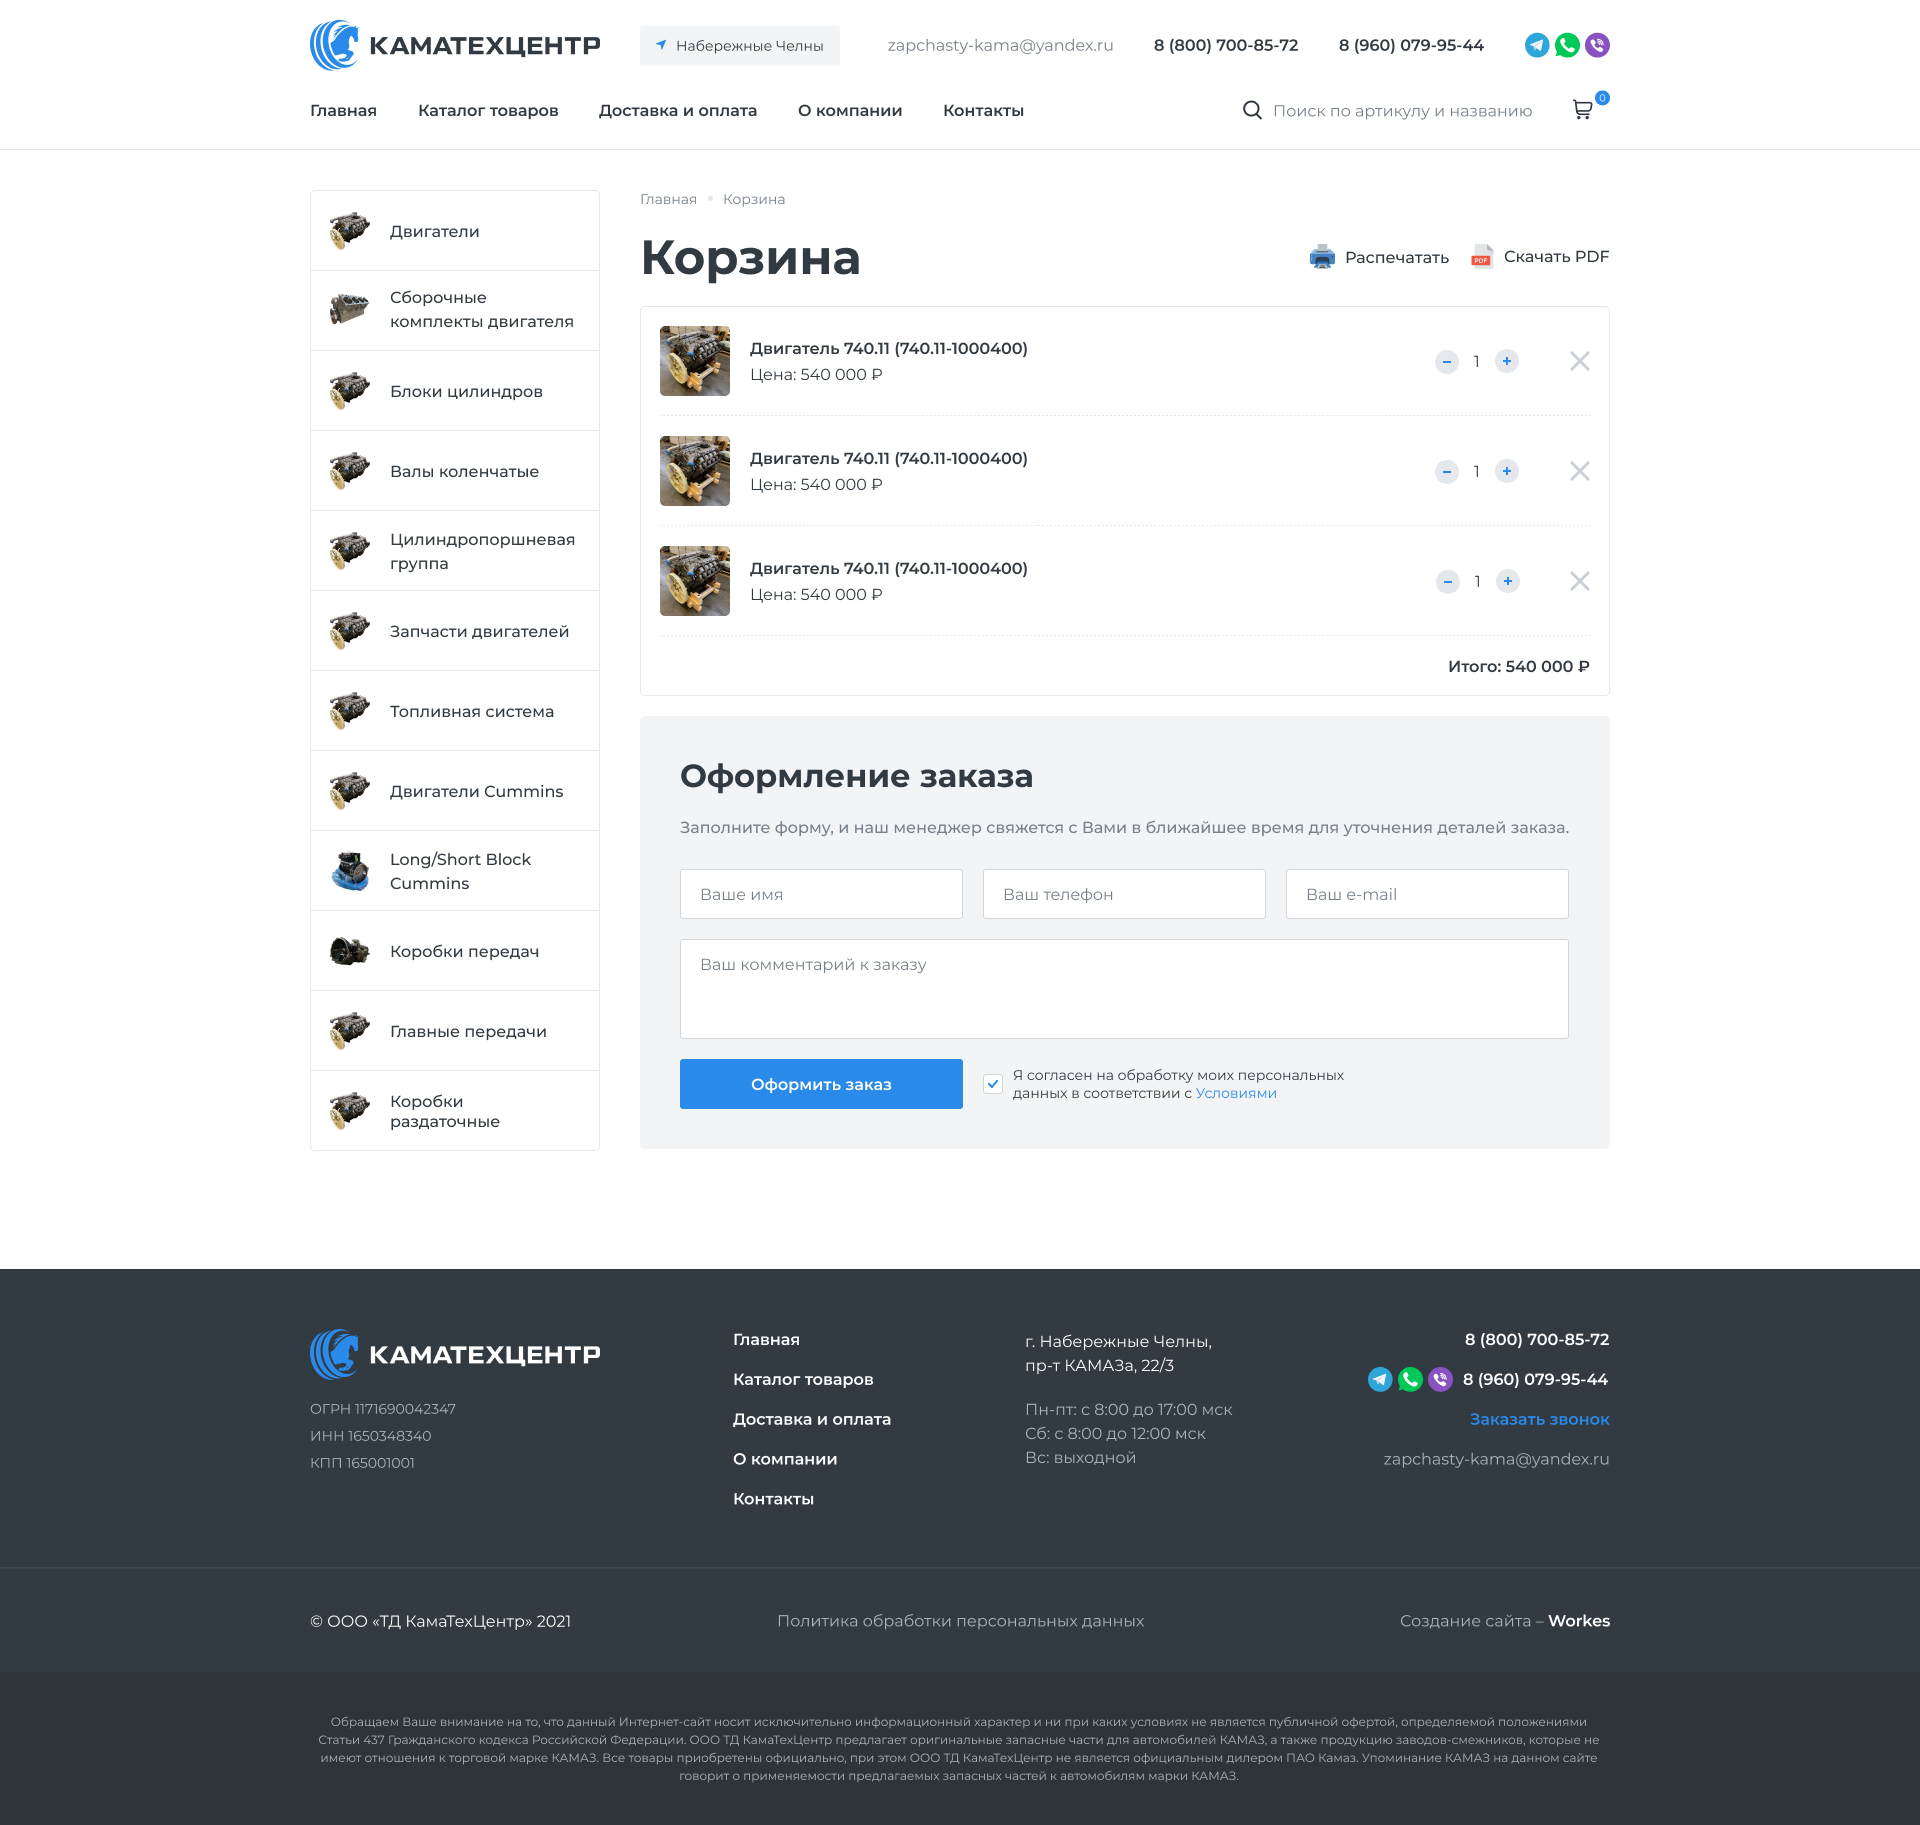 КАМАТЕХЦЕНТР
Набережные Челны
zapchasty-kama@yandex.ru
8 (800) 700-85-72
8 (960) 079-95-44
Главная
Каталог товаров
Доставка и оплата
О компании
Контакты
Поиск по артикулу и названию
0
Двигатели
Сборочные
комплекты двигателя
Блоки цилиндров
Валы коленчатые
Цилиндропоршневая
группа
Запчасти двигателей
Топливная система
Двигатели Cummins
Long/Short Block
Cummins
Коробки передач
Главные передачи
Коробки
раздаточные
Главная
Корзина
Корзина
Распечатать
PDF
Скачать PDF
Двигатель 740.11 (740.11-1000400)
Цена: 540 000 ₽
1
Двигатель 740.11 (740.11-1000400)
Цена: 540 000 ₽
1
Двигатель 740.11 (740.11-1000400)
Цена: 540 000 ₽
1
Итого: 540 000 ₽
Оформление заказа
Заполните форму, и наш менеджер свяжется с Вами в ближайшее время для уточнения деталей заказа.
Ваше имя
Ваш телефон
Ваш e-mail
Ваш комментарий к заказу
Оформить заказ
Я согласен на обработку моих персональных
данных в соответствии с Условиями
КАМАТЕХЦЕНТР
ОГРН 1171690042347
ИНН 1650348340
КПП 165001001
Главная
Каталог товаров
Доставка и оплата
О компании
Контакты
г. Набережные Челны,
пр-т КАМАЗа, 22/3
Пн-пт: с 8:00 до 17:00 мск
Сб: с 8:00 до 12:00 мск
Вс: выходной
8 (800) 700-85-72
8 (960) 079-95-44
Заказать звонок
zapchasty-kama@yandex.ru
© ООО «ТД КамаТехЦентр» 2021
Политика обработки персональных данных
Создание сайта – Workes
Обращаем Ваше внимание на то, что данный Интернет-сайт носит исключительно информационный характер и ни при каких условиях не является публичной офертой, определяемой положениями
Статьи 437 Гражданского кодекса Российской Федерации. ООО ТД КамаТехЦентр предлагает оригинальные запасные части для автомобилей КАМАЗ, а также продукцию заводов-смежников, которые не
имеют отношения к торговой марке КАМАЗ. Все товары приобретены официально, при этом ООО ТД КамаТехЦентр не является официальным дилером ПАО Камаз. Упоминание КАМАЗ на данном сайте
говорит о применяемости предлагаемых запасных частей к автомобилям марки КАМАЗ.